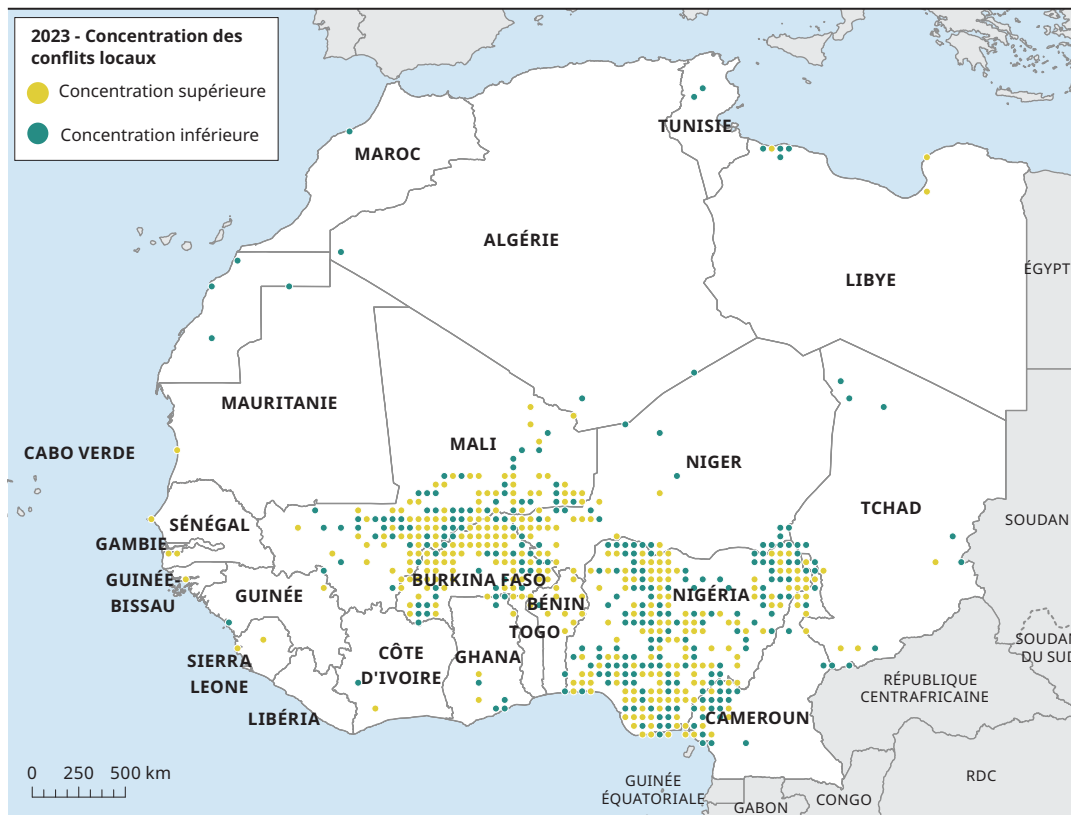 2023 - Concentration des
conflits locaux
Concentration supérieure
Concentration inférieure
TUNISIE
MAROC
ALGÉRIE
LIBYE
ÉGYPT
MAURITANIE
MALI
NIGER
CABO VERDE
TCHAD
SÉNÉGAL
SOUDAN
GAMBIE
GUINÉE-
BISSAU
BURKINA FASO
GUINÉE
NIGÉRIA
BÉNIN
TOGO
SOUDAN
DU SUD
CÔTE
D'IVOIRE
GHANA
SIERRA
LEONE
RÉPUBLIQUE
CENTRAFRICAINE
LIBÉRIA
CAMEROUN
0 250 500 km
GUINÉE
ÉQUATORIALE
RDC
CONGO
GABON